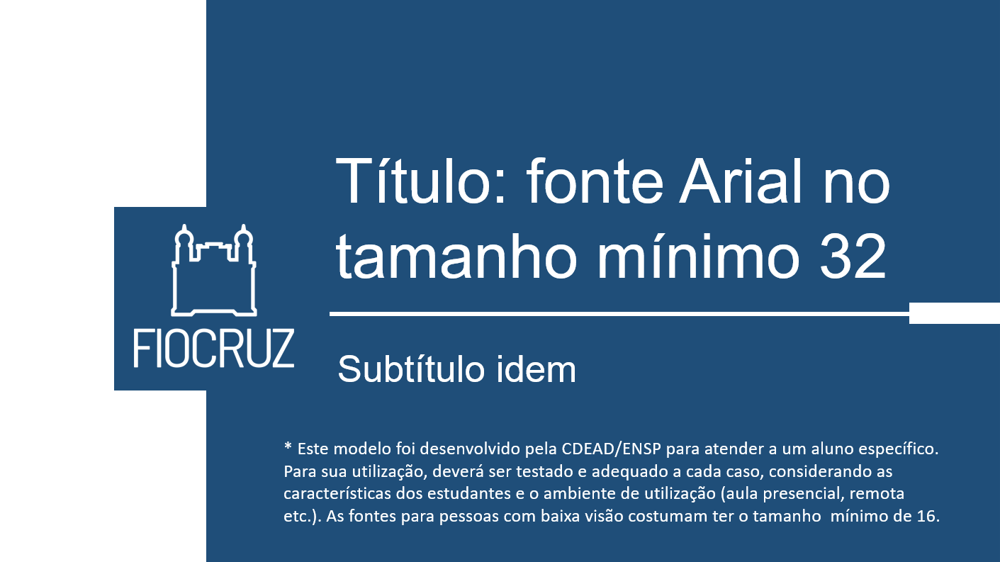 Título: fonte Arial no
tamanho mínimo 32
FIOCRUZ
Subtítulo idem
* Este modelo foi desenvolvido pela CDEAD/ENSP para atender a um aluno específico.
Para sua utilização, deverá ser testado e adequado a cada caso, considerando as
características dos estudantes e o ambiente de utilização (aula presencial, remota
etc.). As fontes para pessoas com baixa visão costumam ter o tamanho  mínimo de 16.